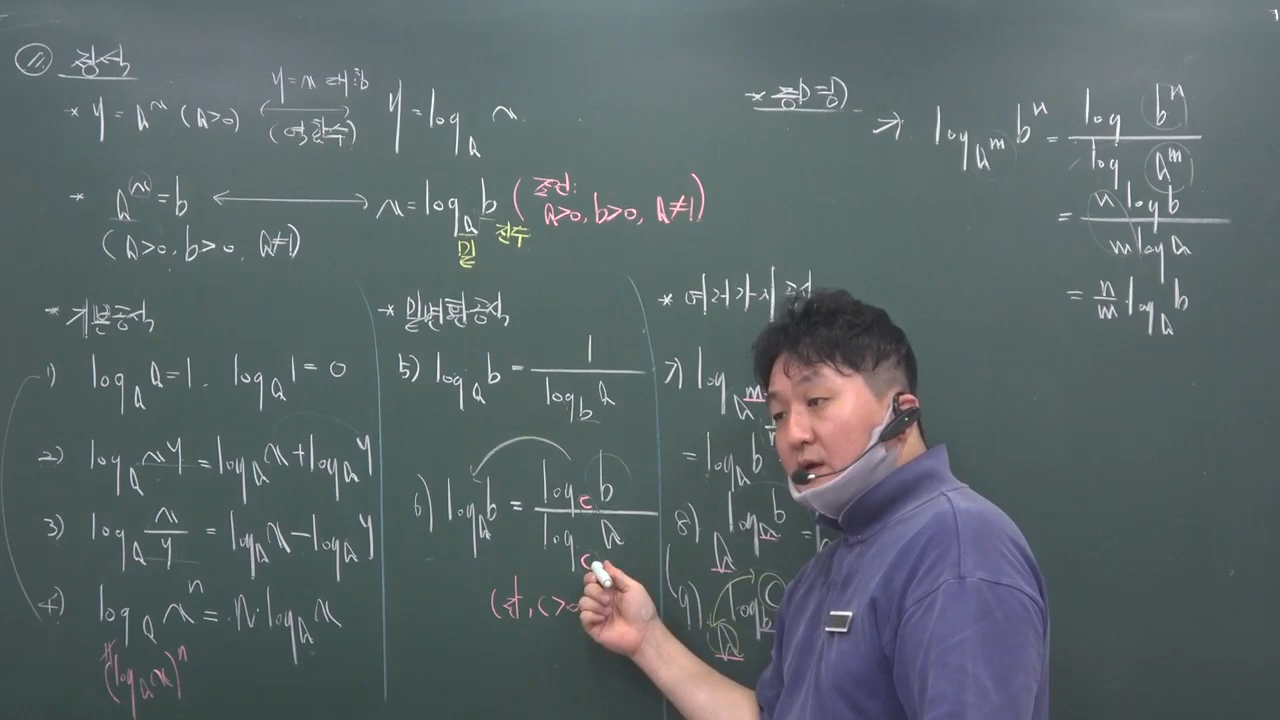 정식
* y = a^x (a>0)
y = x 대칭
(역함수)
y = log_a x
* a^x = b ⟷ x = log_a b (조건: a>0, b>0, a≠1)
(a>0, b>0, a≠1)
밑 진수
* 기본공식
1) log_a a = 1. log_a 1 = 0
2) log_a xy = log_a x + log_a y
3) log_a x/y = log_a x - log_a y
4) log_a x^n = n·log_a x
≠ (log_a x)^n
* 밑변환공식
5) log_a b = 1/log_b a
6) log_a b = log_c b / log_c a
(단, c>0
* 여러가지 공식
7) log_a^m
= log_a b
8) a^log_a b =
9) a^log_b c
* 증명)
→ log_a^m b^n = log b^n / log a^m
= n log b / m log a
= n/m log_a b